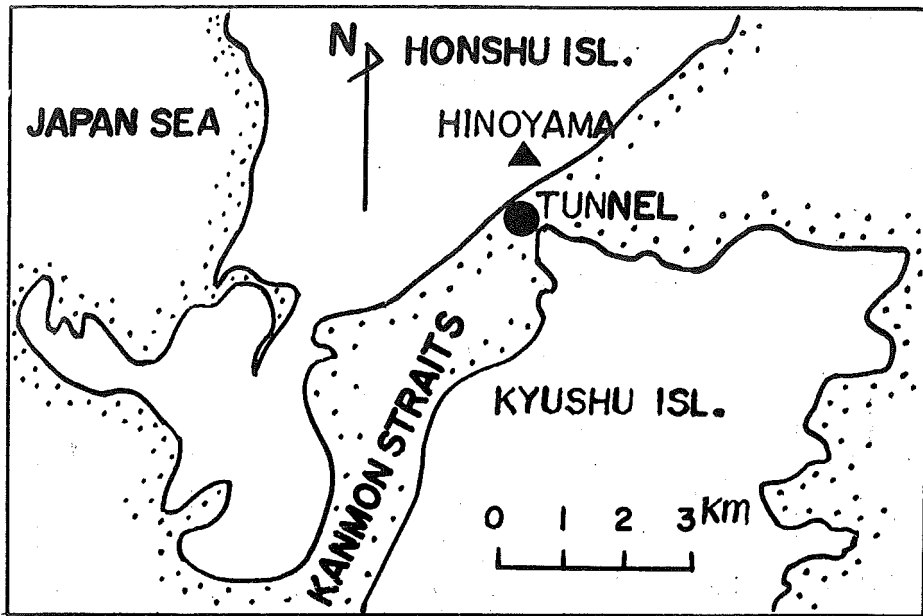 N
HONSHU ISL.
JAPAN SEA
HINOYAMA
TUNNEL
KANMON STRAITS
KYUSHU ISL.
0 1 2 3 Km